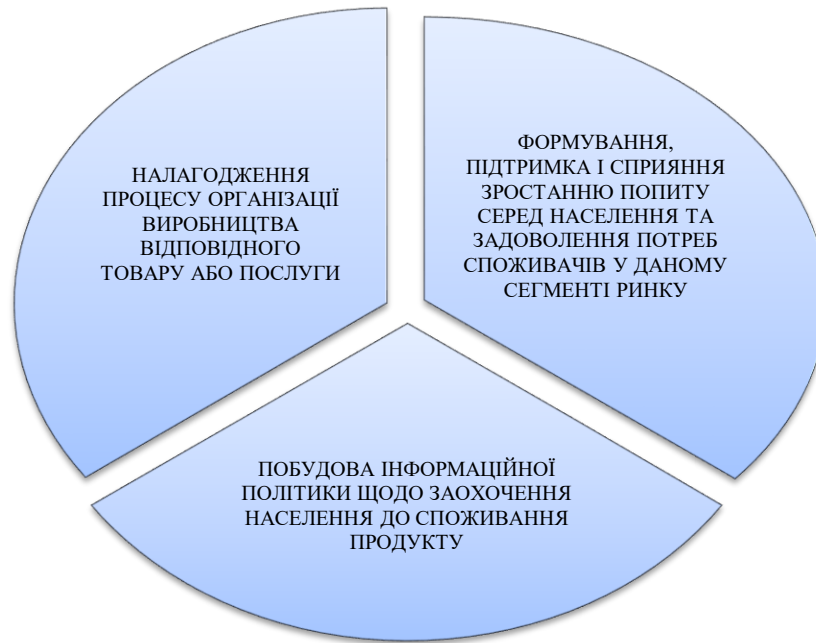 НАЛАГОДЖЕННЯ
ПРОЦЕСУ ОРГАНІЗАЦІЇ
ВИРОБНИЦТВА
ВІДПОВІДНОГО
ТОВАРУ АБО ПОСЛУГИ
ФОРМУВАННЯ,
ПІДТРИМКА І СПРИЯННЯ
ЗРОСТАННЮ ПОПИТУ
СЕРЕД НАСЕЛЕННЯ ТА
ЗАДОВОЛЕННЯ ПОТРЕБ
СПОЖИВАЧІВ У ДАНОМУ
СЕГМЕНТІ РИНКУ
ПОБУДОВА ІНФОРМАЦІЙНОЇ
ПОЛІТИКИ ЩОДО ЗАОХОЧЕННЯ
НАСЕЛЕННЯ ДО СПОЖИВАННЯ
ПРОДУКТУ